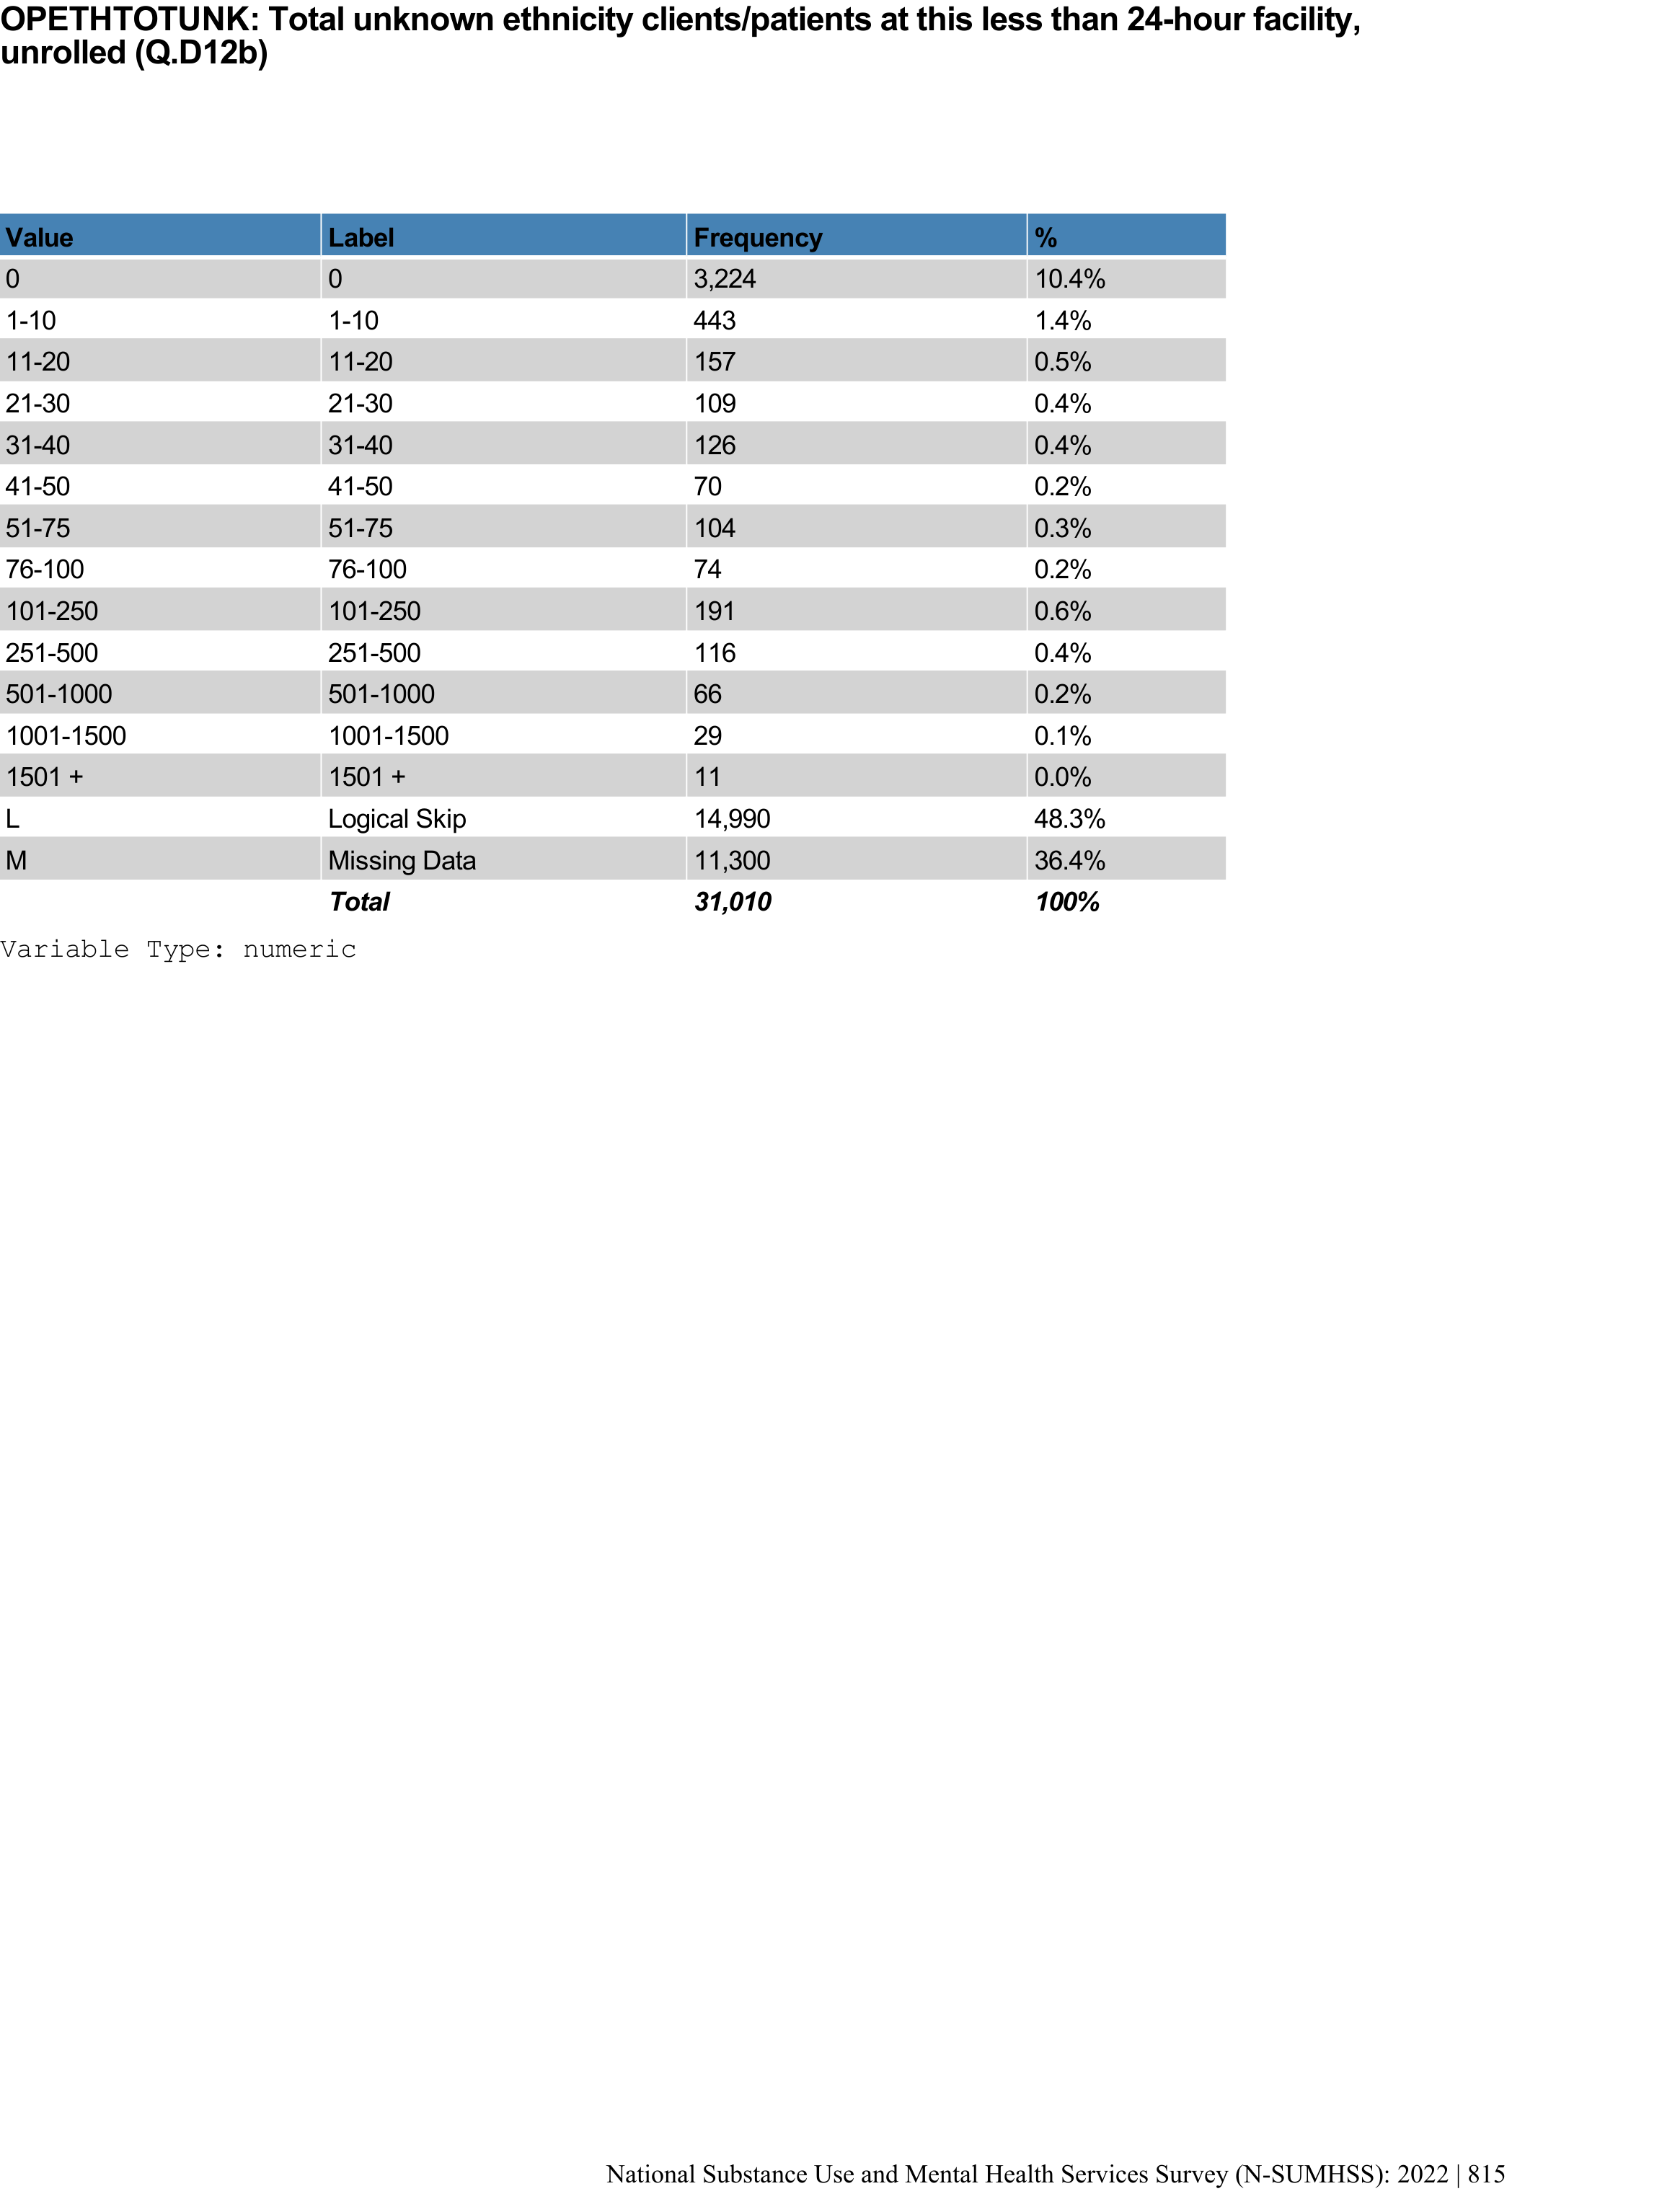 OPETHTOTUNK: Total unknown ethnicity clients/patients at this less than 24-hour facility,
unrolled (Q.D12b)
Value Label Frequency %
0 0 3,224 10.4%
1-10 1-10 443 1.4%
11-20 11-20 157 0.5%
21-30 21-30 109 0.4%
31-40 31-40 126 0.4%
41-50 41-50 70 0.2%
51-75 51-75 104 0.3%
76-100 76-100 74 0.2%
101-250 101-250 191 0.6%
251-500 251-500 116 0.4%
501-1000 501-1000 66 0.2%
1001-1500 1001-1500 29 0.1%
1501 + 1501 + 11 0.0%
L Logical Skip 14,990 48.3%
M Missing Data 11,300 36.4%
Total 31,010 100%
Variable Type: numeric
National Substance Use and Mental Health Services Survey (N-SUMHSS): 2022 | 815